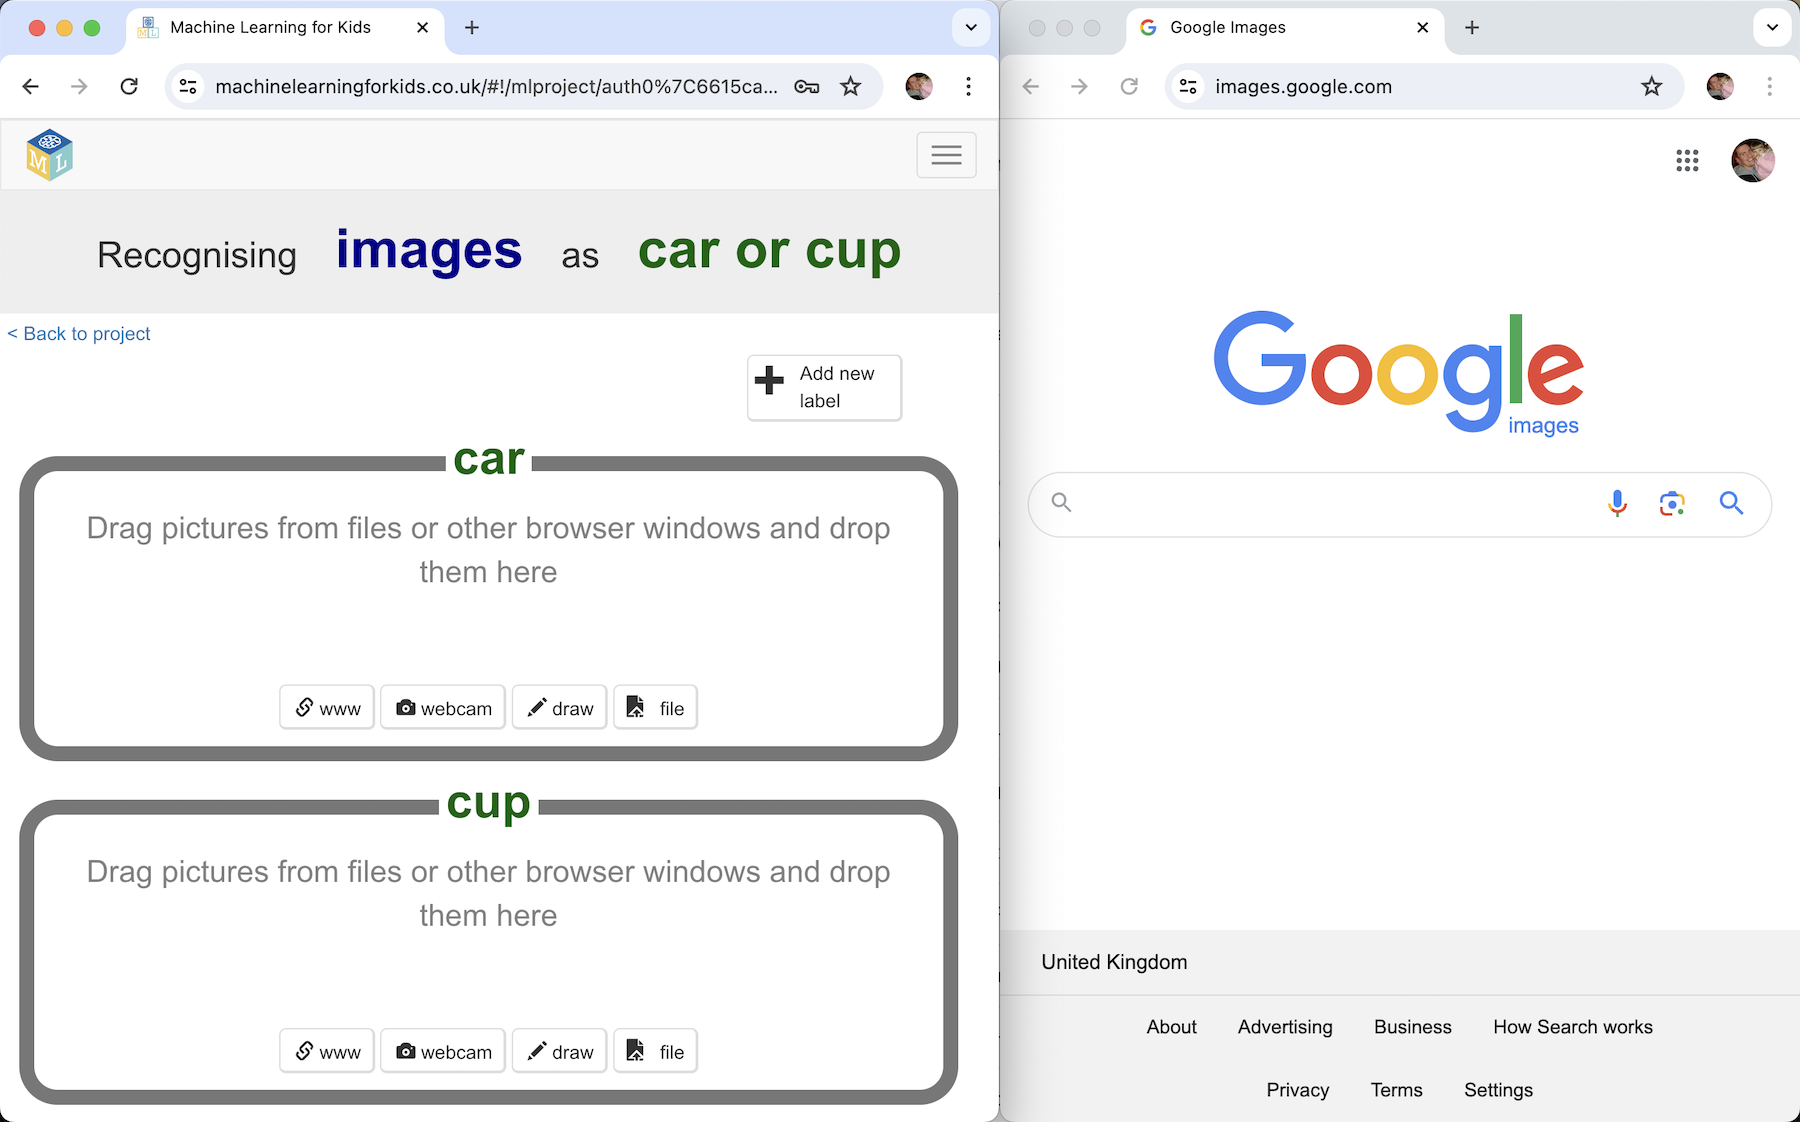 Machine Learning for Kids
machinelearningforkids.co.uk/#!/mlproject/auth0%7C6615ca...
M L
Recognising images as car or cup
< Back to project
Add new
label
car
Drag pictures from files or other browser windows and drop
them here
www webcam draw file
cup
Drag pictures from files or other browser windows and drop
them here
www webcam draw file
Google Images
images.google.com
Google
images
United Kingdom
About Advertising Business How Search works
Privacy Terms Settings